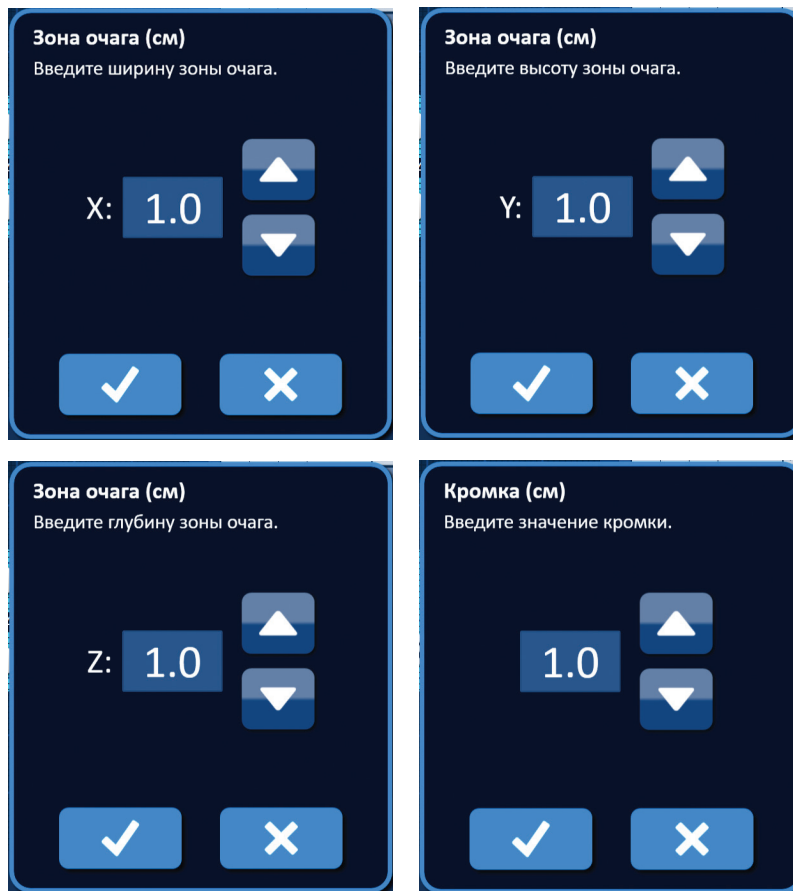 Зона очага (см)
Введите ширину зоны очага.
X: 1.0
Зона очага (см)
Введите высоту зоны очага.
Y: 1.0
Зона очага (см)
Введите глубину зоны очага.
Z: 1.0
Кромка (см)
Введите значение кромки.
1.0